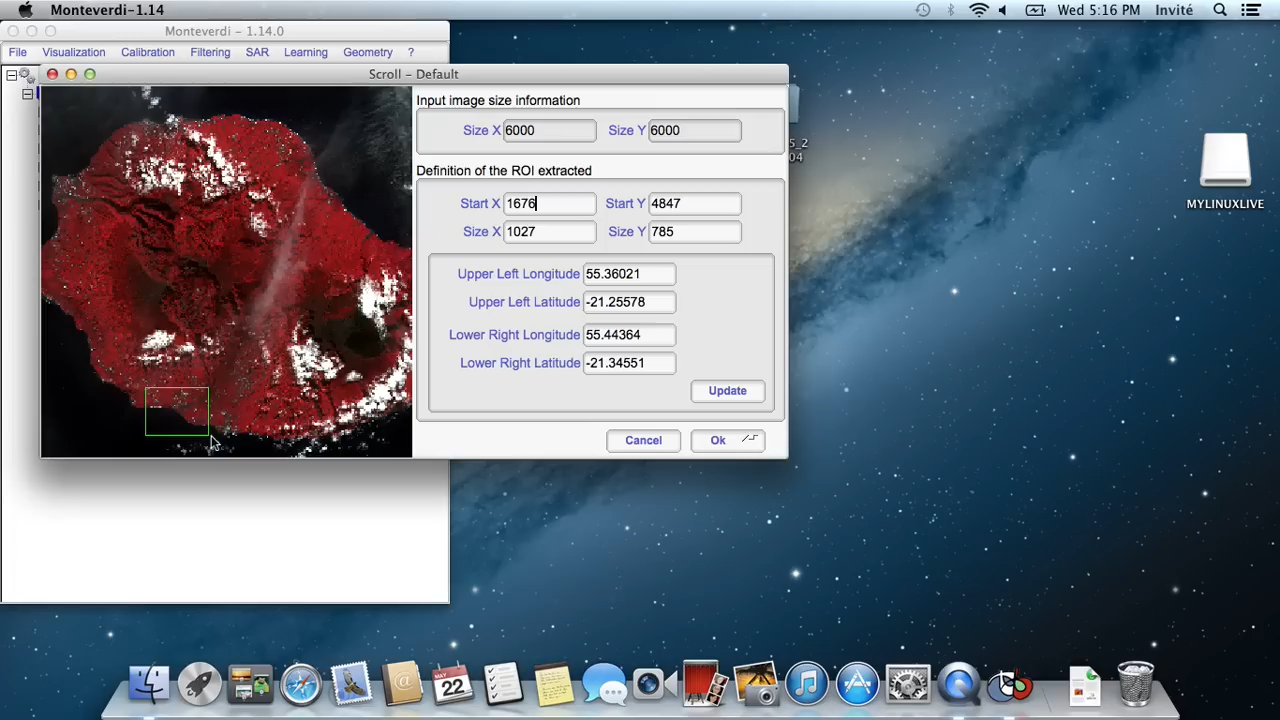 Monteverdi-1.14
Wed 5:16 PM Invité
Monteverdi - 1.14.0
File Visualization Calibration Filtering SAR Learning Geometry ?
Scroll - Default
Input image size information
Size X 6000 Size Y 6000
Definition of the ROI extracted
Start X 1676 Start Y 4847
Size X 1027 Size Y 785
Upper Left Longitude 55.36021
Upper Left Latitude -21.25578
Lower Right Longitude 55.44364
Lower Right Latitude -21.34551
Update
Cancel Ok
5_2
04
MYLINUXLIVE
MAY
22